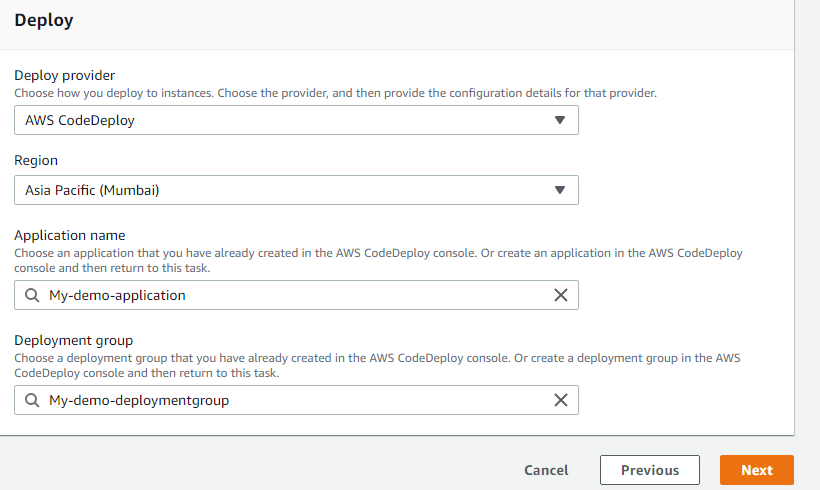 Deploy
Deploy provider
Choose how you deploy to instances. Choose the provider, and then provide the configuration details for that provider.
AWS CodeDeploy
Region
Asia Pacific (Mumbai)
Application name
Choose an application that you have already created in the AWS CodeDeploy console. Or create an application in the AWS CodeDeploy
console and then return to this task.
My-demo-application
Deployment group
Choose a deployment group that you have already created in the AWS CodeDeploy console. Or create a deployment group in the AWS
CodeDeploy console and then return to this task.
My-demo-deploymentgroup
Cancel Previous Next